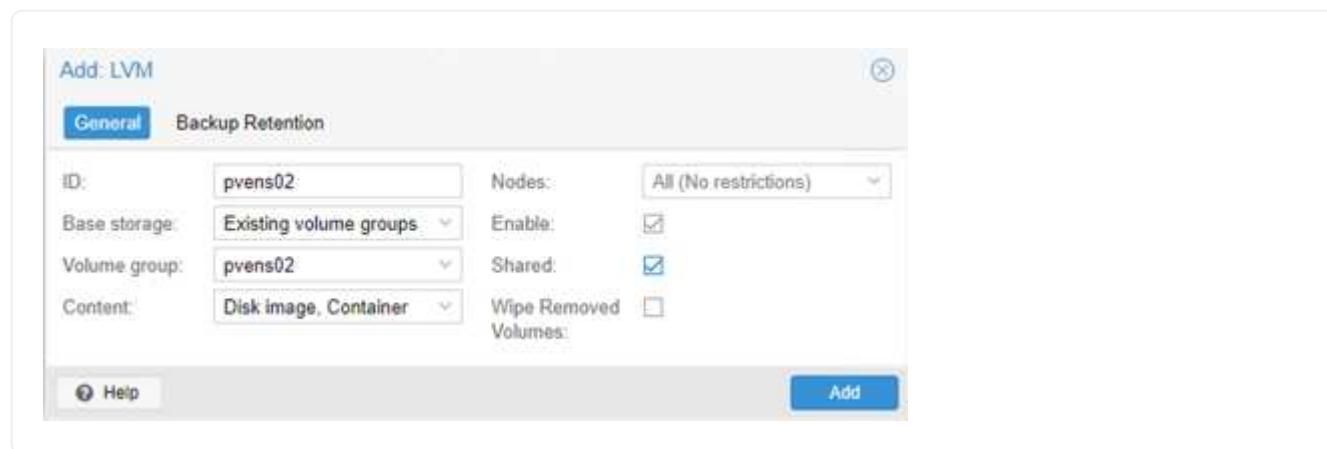 Add: LVM
General Backup Retention
ID: pvens02 Nodes: All (No restrictions)
Base storage: Existing volume groups Enable:
Volume group: pvens02 Shared:
Content: Disk image, Container Wipe Removed
Volumes:
Help Add